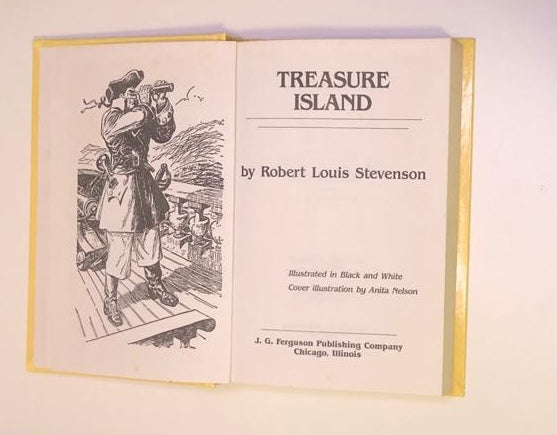 TREASURE
ISLAND
by Robert Louis Stevenson
Illustrated in Black and White
Cover illustration by Anita Nelson
J. G. Ferguson Publishing Company
Chicago, Illinois